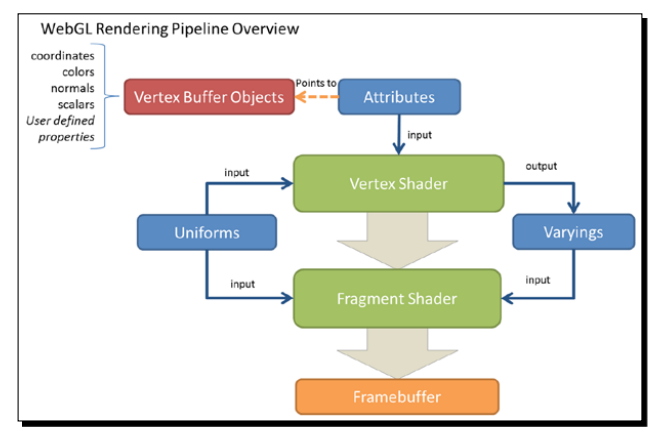 WebGL Rendering Pipeline Overview
coordinates
colors
normals
scalars
User defined
properties
Vertex Buffer Objects
Points to
Attributes
input
Vertex Shader
input
output
Uniforms
Varyings
input
input
Fragment Shader
Framebuffer